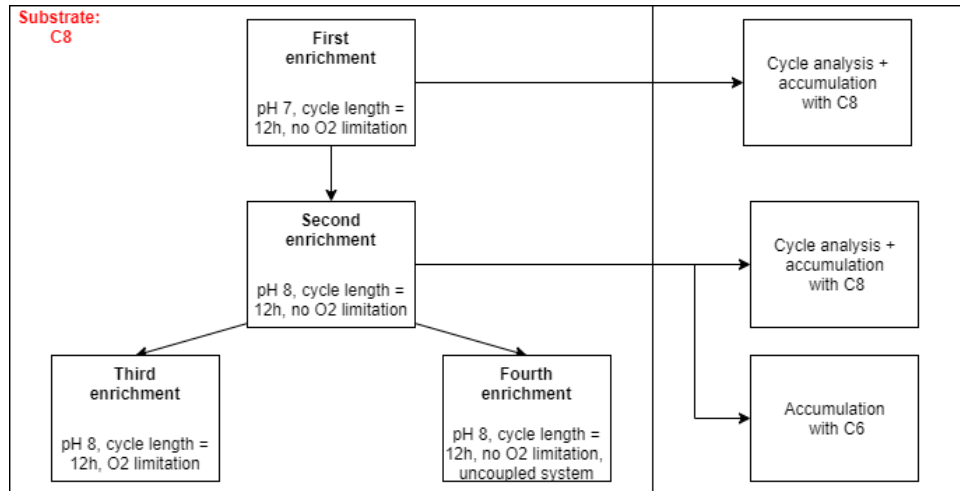 Substrate:
C8
First
enrichment
pH 7, cycle length =
12h, no O2 limitation
Cycle analysis +
accumulation
with C8
Second
enrichment
pH 8, cycle length =
12h, no O2 limitation
Cycle analysis +
accumulation
with C8
Third
enrichment
pH 8, cycle length =
12h, O2 limitation
Fourth
enrichment
pH 8, cycle length =
12h, no O2 limitation,
uncoupled system
Accumulation
with C6